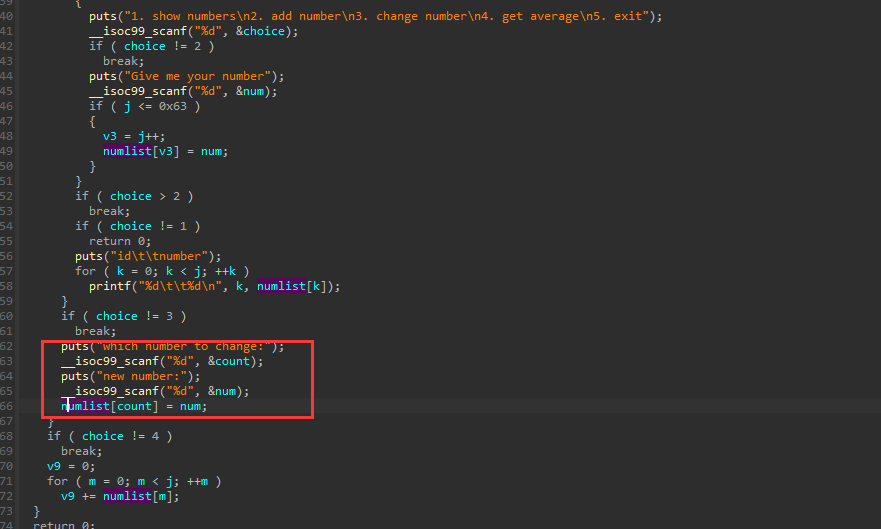 39 {
40 puts("1. show numbers\n2. add number\n3. change number\n4. get average\n5. exit");
41 __isoc99_scanf("%d", &choice);
42 if ( choice != 2 )
43 break;
44 puts("Give me your number");
45 __isoc99_scanf("%d", &num);
46 if ( j <= 0x63 )
47 {
48 v3 = j++;
49 numlist[v3] = num;
50 }
51 }
52 if ( choice > 2 )
53 break;
54 if ( choice != 1 )
55 return 0;
56 puts("id\t\tnumber");
57 for ( k = 0; k < j; ++k )
58 printf("%d\t\t%d\n", k, numlist[k]);
59 }
60 if ( choice != 3 )
61 break;
62 puts("which number to change:");
63 __isoc99_scanf("%d", &count);
64 puts("new number:");
65 __isoc99_scanf("%d", &num);
66 numlist[count] = num;
67 }
68 if ( choice != 4 )
69 break;
70 v9 = 0;
71 for ( m = 0; m < j; ++m )
72 v9 += numlist[m];
73 }
74 return 0;